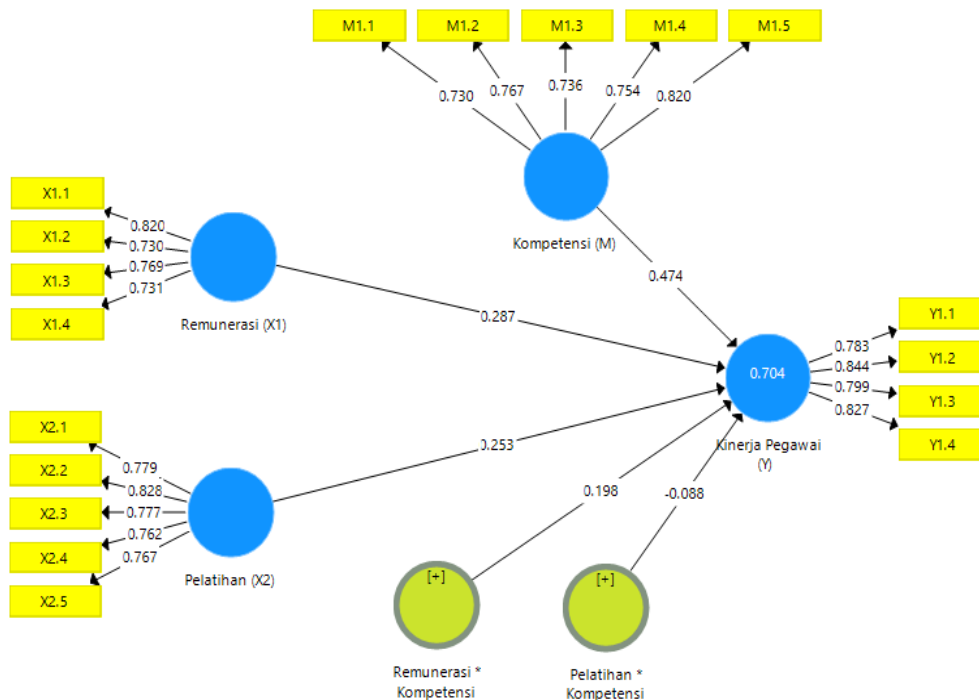 M1.1
M1.2
M1.3
M1.4
M1.5
0.730
0.767
0.736
0.754
0.820
Kompetensi (M)
0.474
X1.1
X1.2
X1.3
X1.4
0.820
0.730
0.769
0.731
Remunerasi (X1)
0.287
X2.1
X2.2
X2.3
X2.4
X2.5
0.779
0.828
0.777
0.762
0.767
Pelatihan (X2)
0.253
0.704
Kinerja Pegawai
(Y)
0.783
0.844
0.799
0.827
Y1.1
Y1.2
Y1.3
Y1.4
0.198
-0.088
[+]
Remunerasi *
Kompetensi
[+]
Pelatihan *
Kompetensi